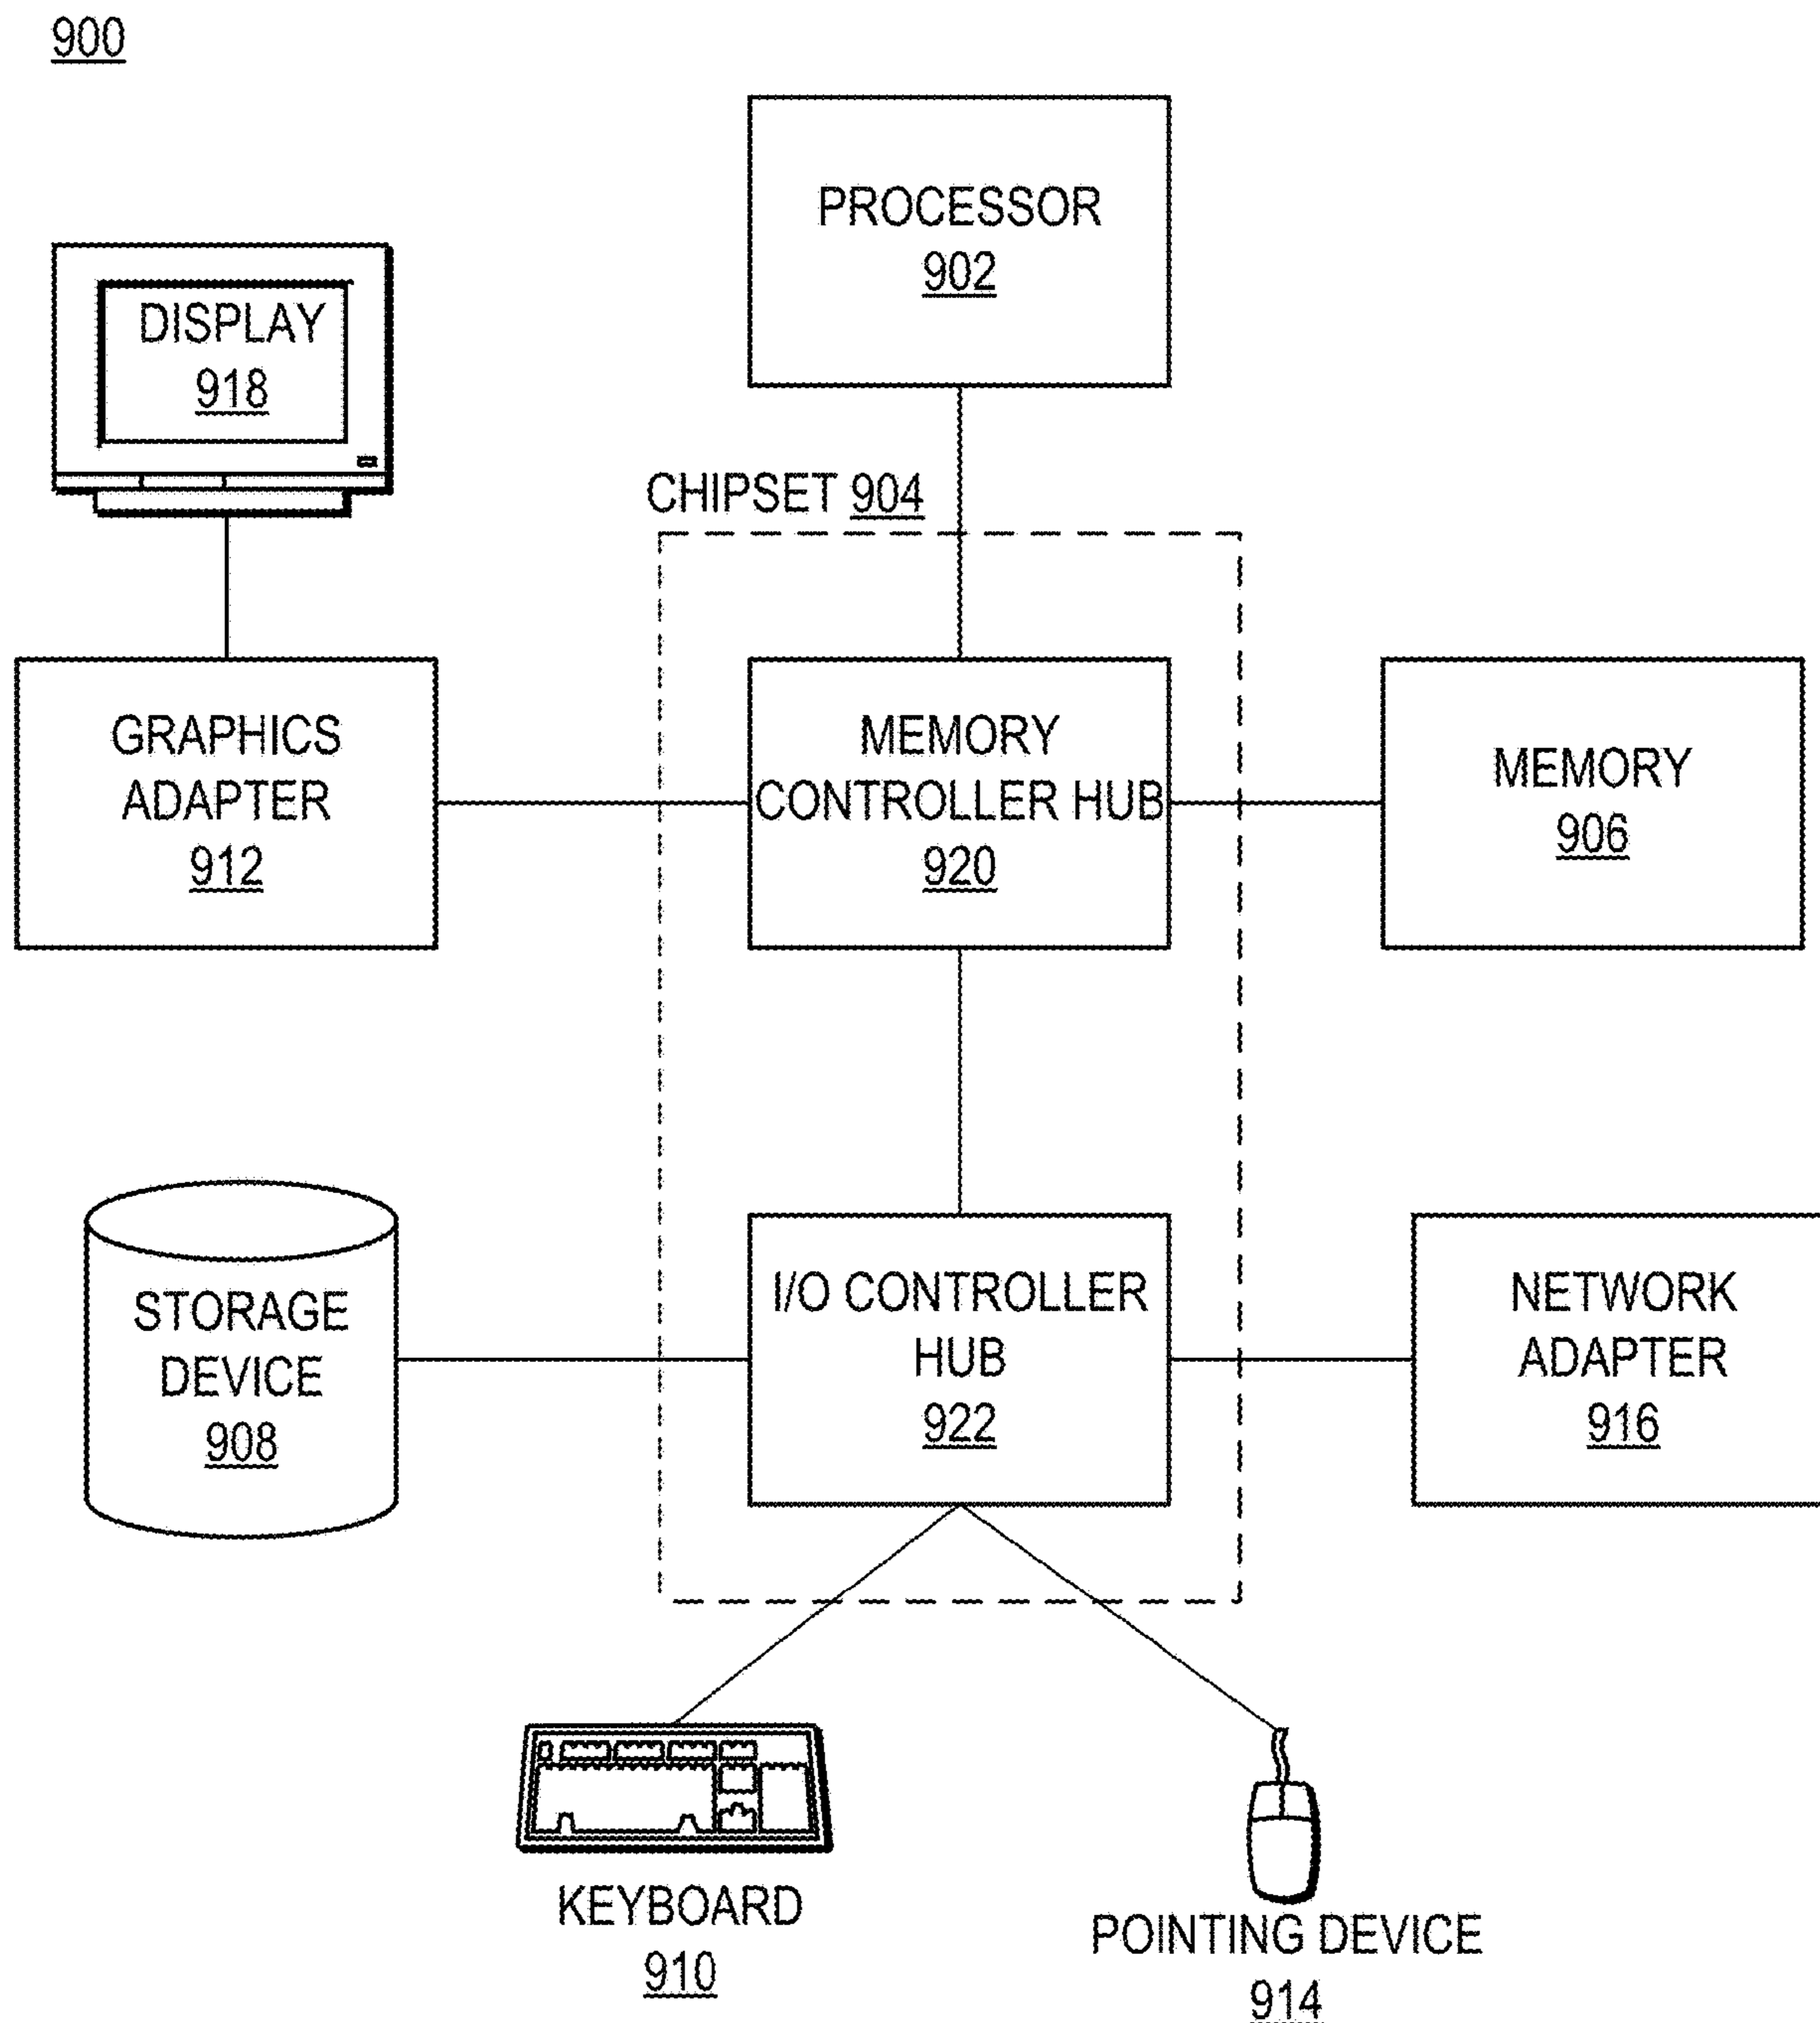 900
PROCESSOR
902
DISPLAY
918
CHIPSET 904
GRAPHICS
ADAPTER
912
MEMORY
CONTROLLER HUB
920
MEMORY
906
STORAGE
DEVICE
908
I/O CONTROLLER
HUB
922
NETWORK
ADAPTER
916
KEYBOARD
910
POINTING DEVICE
914